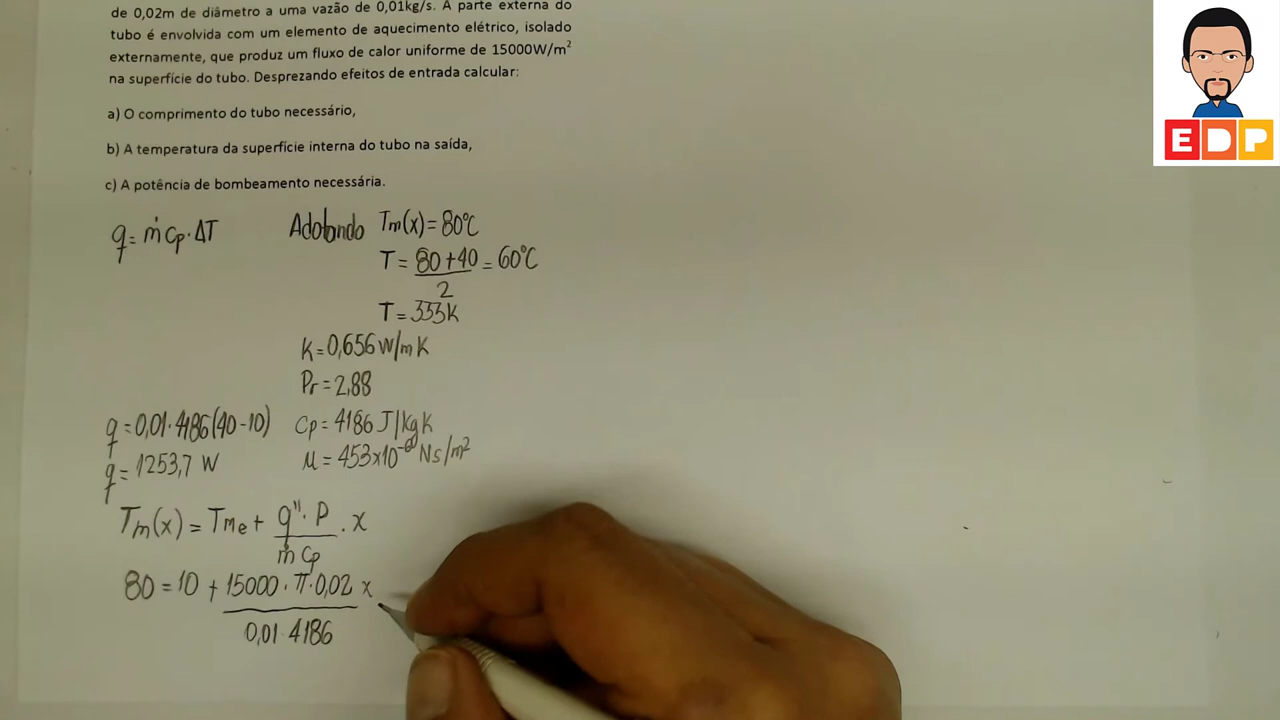 de 0,02m de diâmetro a uma vazão de 0,01kg/s. A parte externa do
tubo é envolvida com um elemento de aquecimento elétrico, isolado
externamente, que produz um fluxo de calor uniforme de 15000W/m²
na superfície do tubo. Desprezando efeitos de entrada calcular:
a) O comprimento do tubo necessário,
b) A temperatura da superfície interna do tubo na saída,
c) A potência de bombeamento necessária.
q = ṁ Cp · ΔT
Adotando Tm(x) = 80°C
T = (80 + 40)/2 = 60°C
T = 333K
K = 0,656 W/m K
Pr = 2,88
Cp = 4186 J/kg K
μ = 453x10⁻⁶ Ns/m²
q = 0,01 · 4186 (40 - 10)
q = 1253,7 W
Tm(x) = Tme + q" · P / ṁ Cp · x
80 = 10 + 15000 · π · 0,02 x
0,01 · 4186
EDP